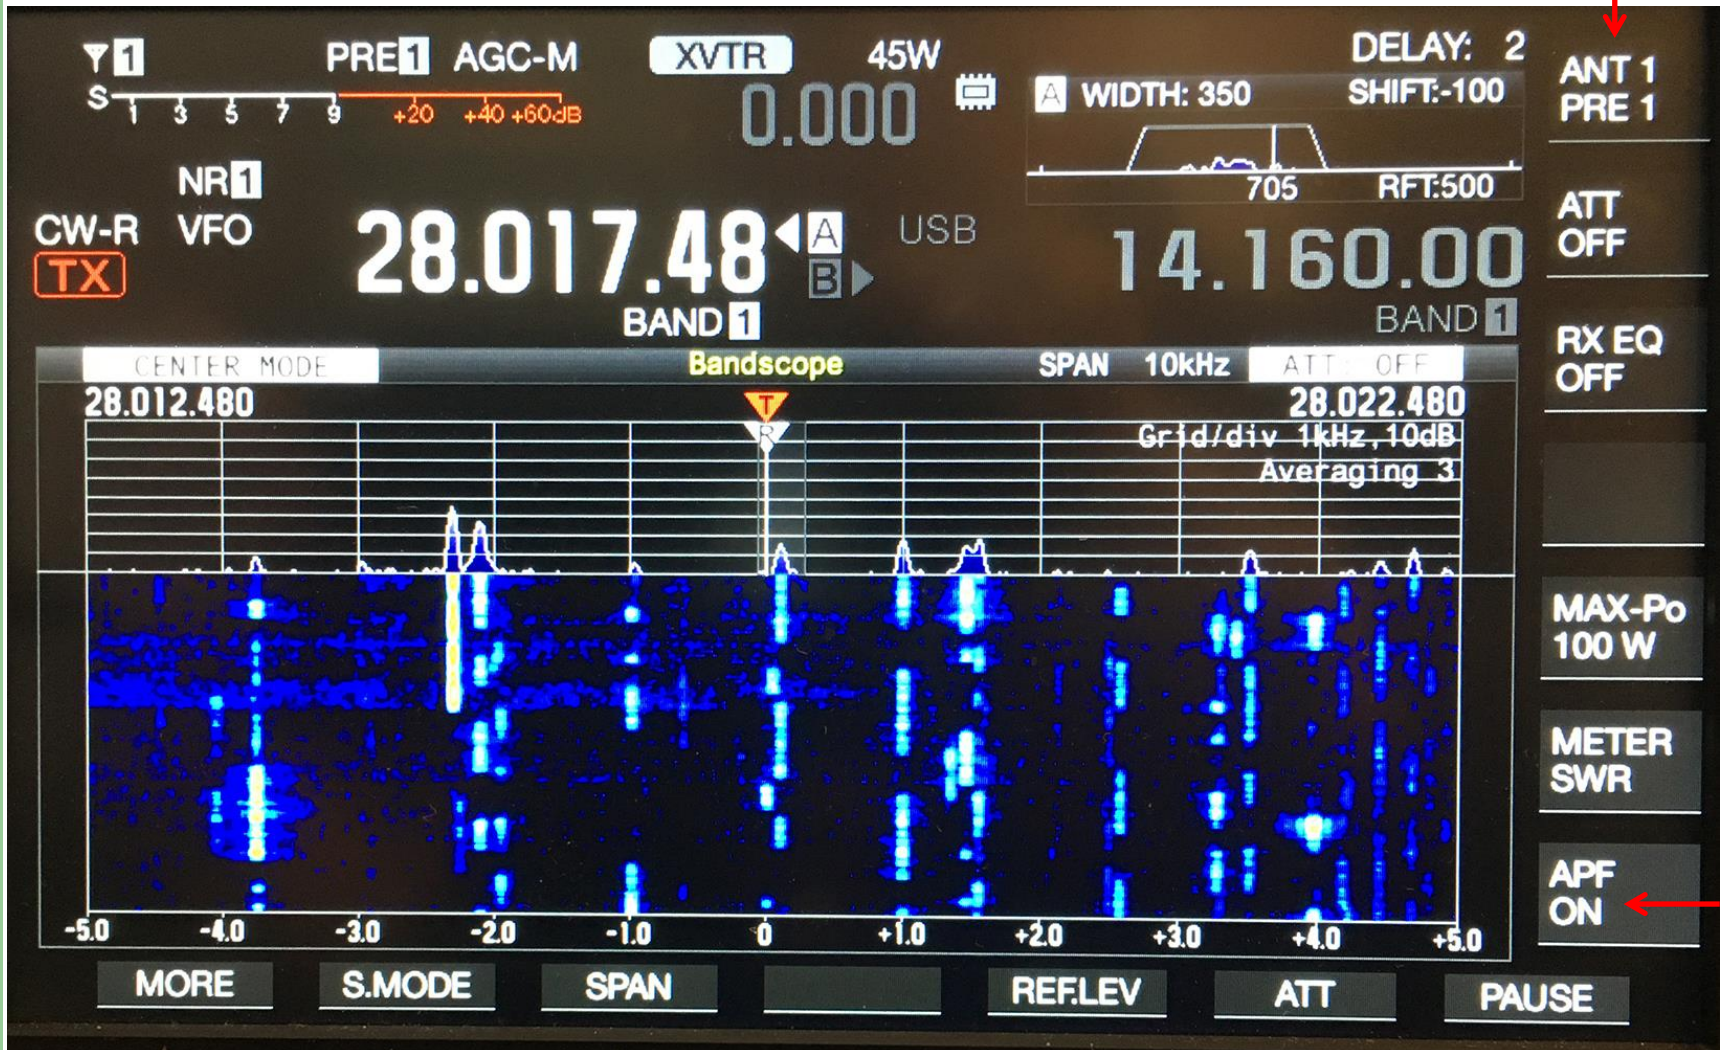 1 PRE1 AGC-M XVTR 45W DELAY: 2
S 1 3 5 7 9 +20 +40 +60dB
0.000
A WIDTH: 350 SHIFT:-100
705 RFT:500
NR1
CW-R VFO 28.017.48 A USB 14.160.00
TX B
BAND 1 BAND 1
CENTER MODE Bandscope SPAN 10kHz ATT: OFF
28.012.480 T 28.022.480
R Grid/div 1kHz,10dB
Averaging 3
-5.0 -4.0 -3.0 -2.0 -1.0 0 +1.0 +2.0 +3.0 +4.0 +5.0
MORE S.MODE SPAN REF.LEV ATT PAUSE
ANT 1
PRE 1
ATT
OFF
RX EQ
OFF
MAX-Po
100 W
METER
SWR
APF
ON